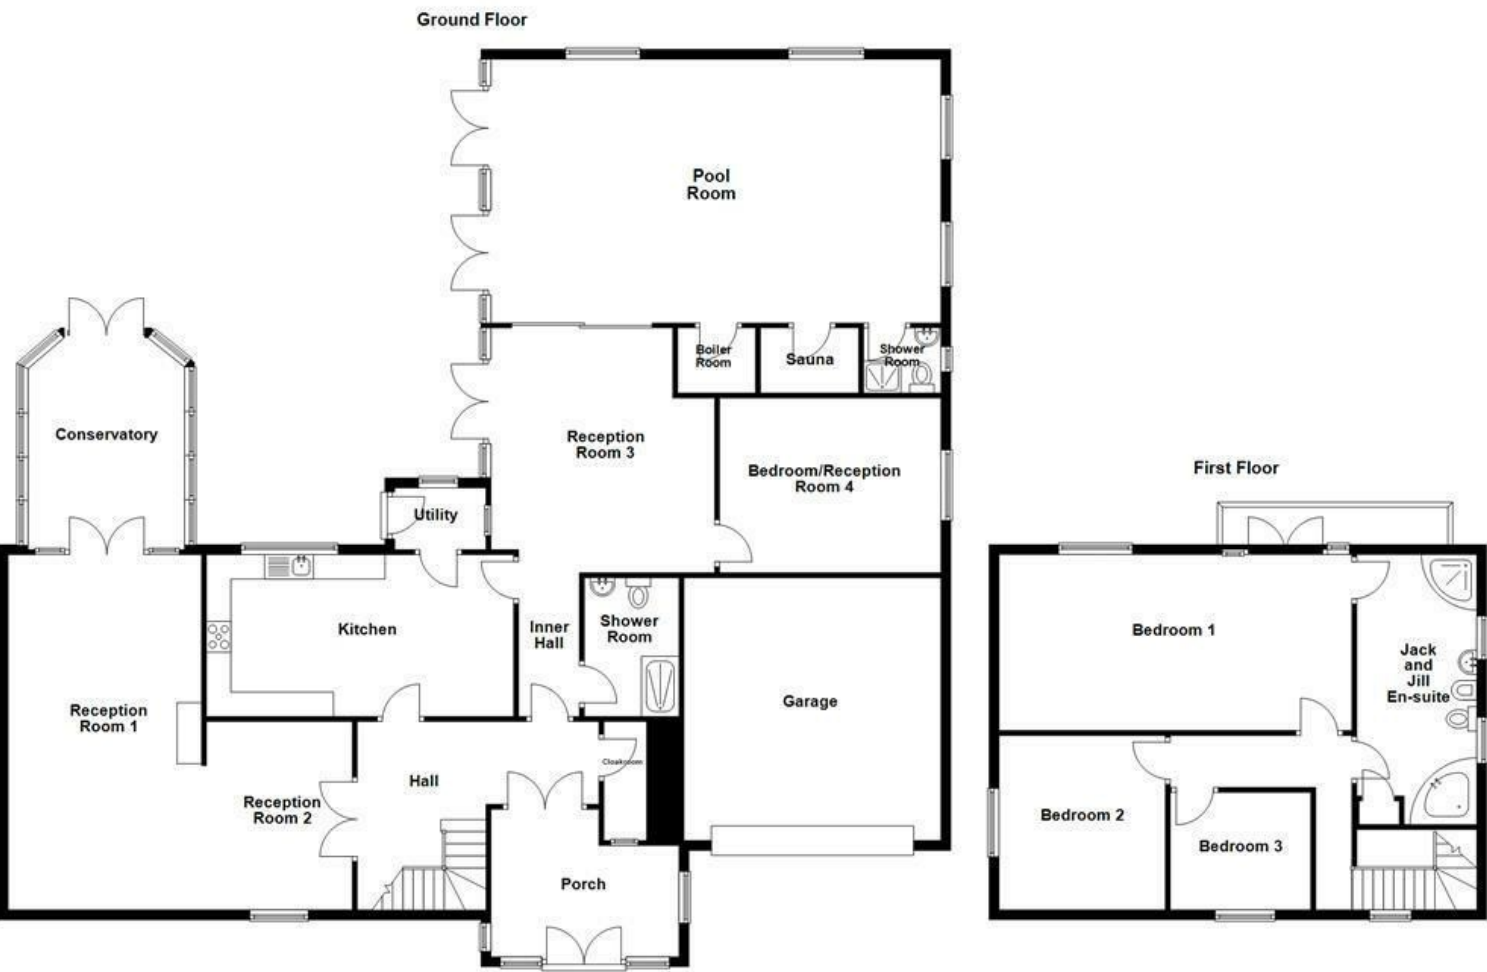 Ground Floor
Pool
Room
Boiler
Room
Sauna
Shower
Room
Conservatory
Reception
Room 3
Bedroom/Reception
Room 4
Utility
Kitchen
Inner
Hall
Shower
Room
Garage
Reception
Room 1
Hall
Cloakroom
Reception
Room 2
Porch
First Floor
Bedroom 1
Jack
and
Jill
En-suite
Bedroom 2
Bedroom 3